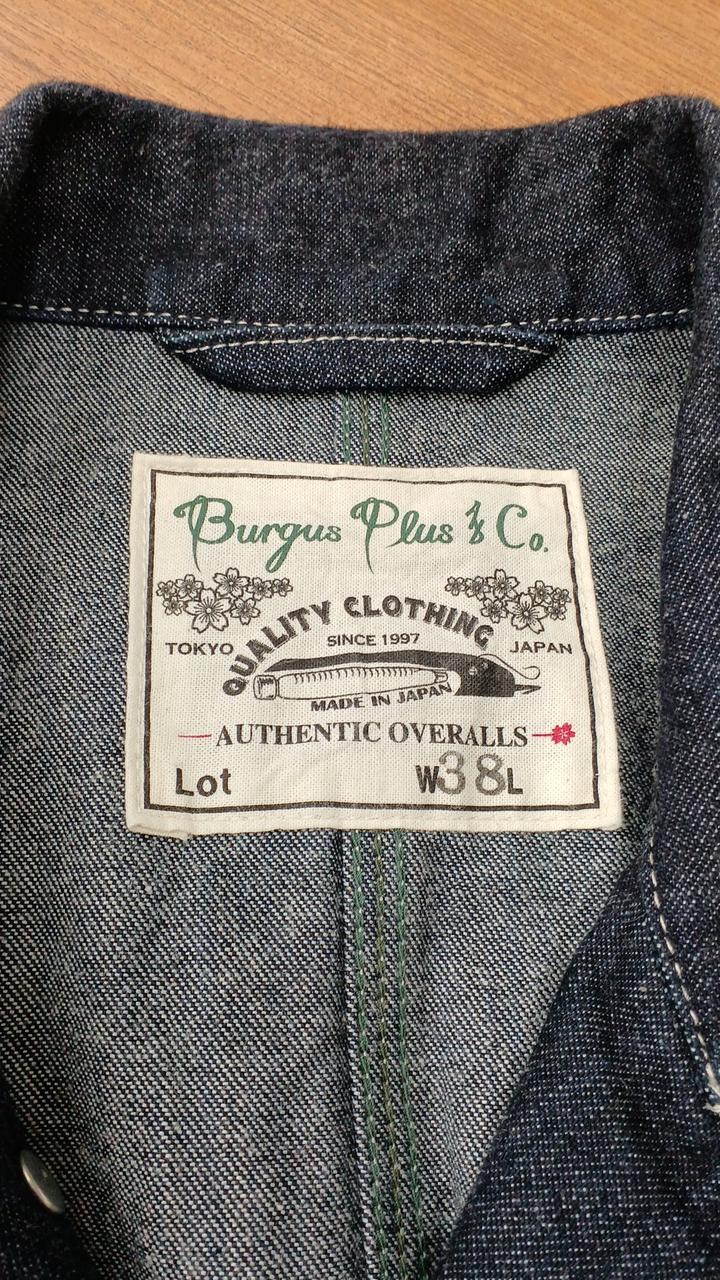 Burgus Plus & Co.
QUALITY CLOTHING
SINCE 1997
TOKYO JAPAN
MADE IN JAPAN
AUTHENTIC OVERALLS
Lot W38L